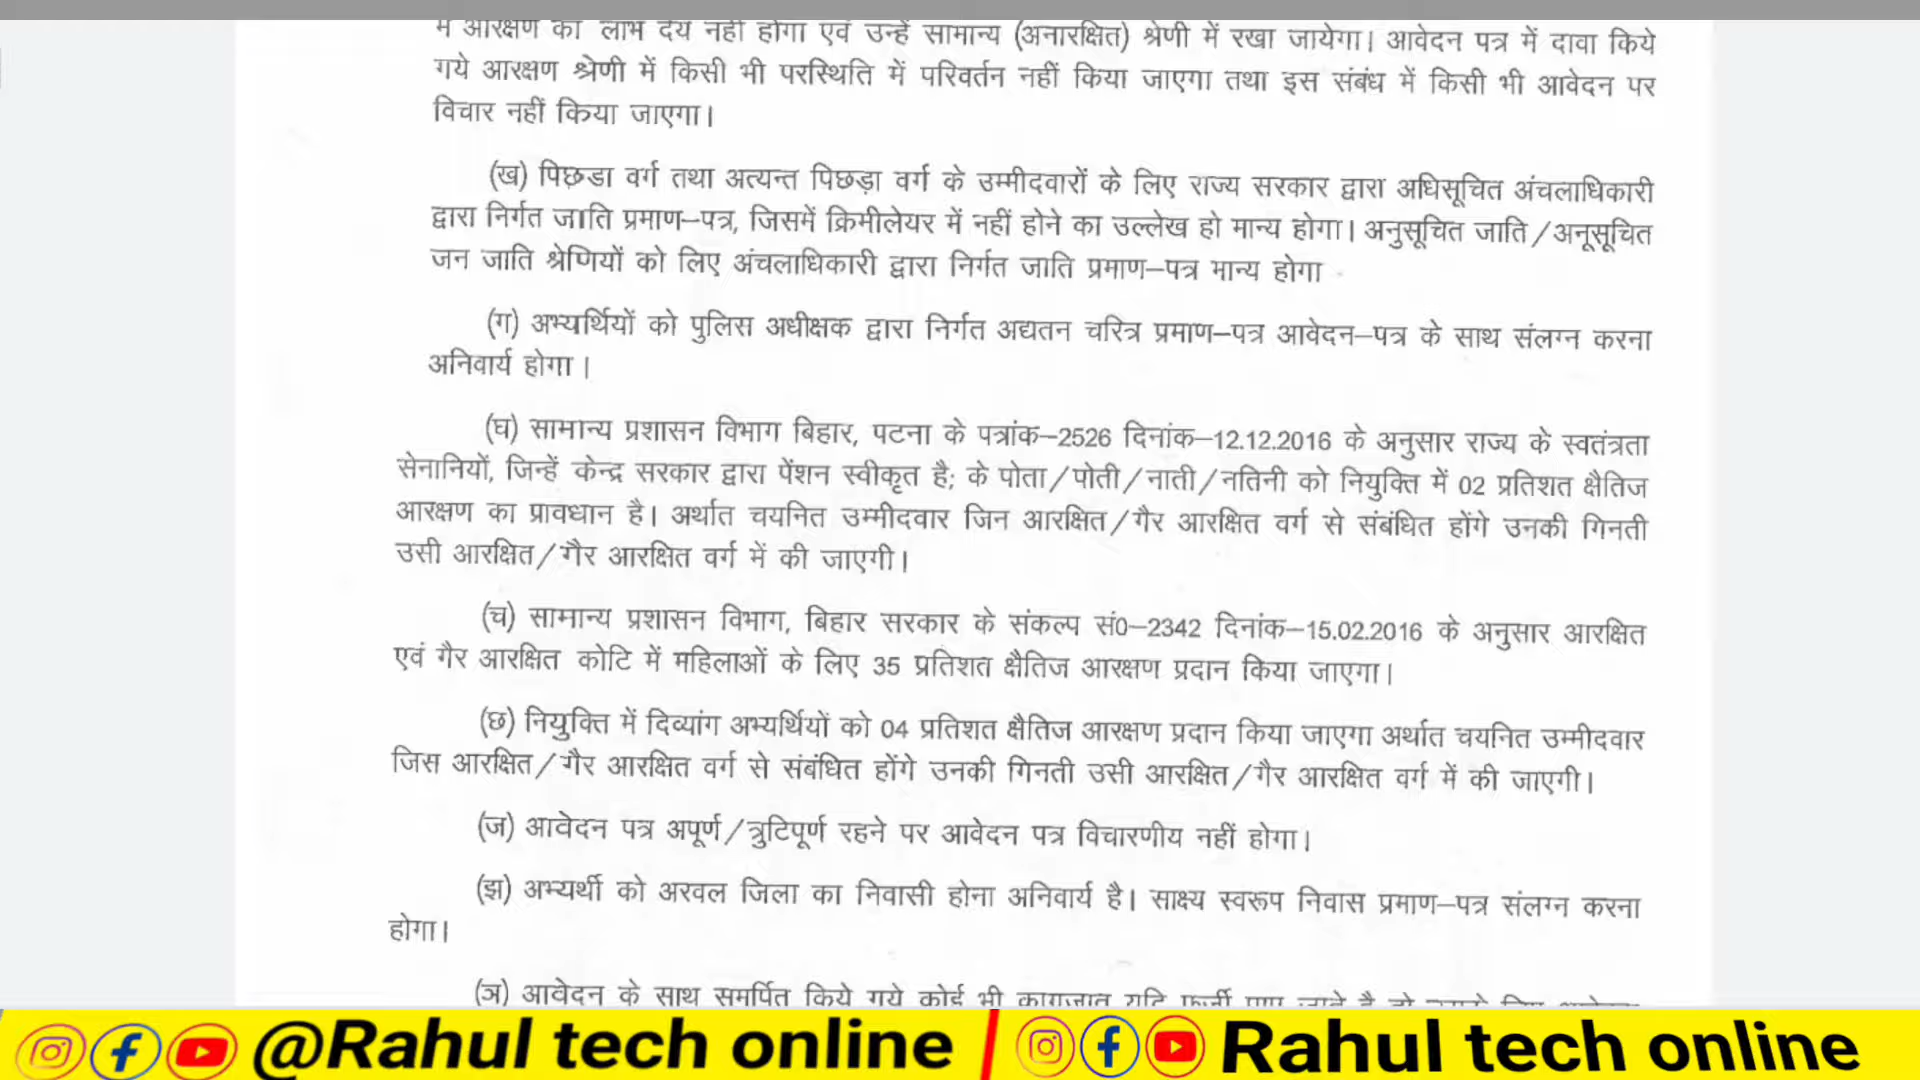 में आरक्षण का लाभ देय नहीं होगा एवं उन्हें सामान्य (अनारक्षित) श्रेणी में रखा जायेगा। आवेदन पत्र में दावा किये
गये आरक्षण श्रेणी में किसी भी परस्थिति में परिवर्तन नहीं किया जाएगा तथा इस संबंध में किसी भी आवेदन पर
विचार नहीं किया जाएगा।
(ख) पिछडा वर्ग तथा अत्यन्त पिछड़ा वर्ग के उम्मीदवारों के लिए राज्य सरकार द्वारा अधिसूचित अंचलाधिकारी
द्वारा निर्गत जाति प्रमाण–पत्र, जिसमें क्रिमीलेयर में नहीं होने का उल्लेख हो मान्य होगा। अनुसूचित जाति/अनूसूचित
जन जाति श्रेणियों को लिए अंचलाधिकारी द्वारा निर्गत जाति प्रमाण–पत्र मान्य होगा
(ग) अभ्यर्थियों को पुलिस अधीक्षक द्वारा निर्गत अद्यतन चरित्र प्रमाण–पत्र आवेदन–पत्र के साथ संलग्न करना
अनिवार्य होगा।
(घ) सामान्य प्रशासन विभाग बिहार, पटना के पत्रांक–2526 दिनांक–12.12.2016 के अनुसार राज्य के स्वतंत्रता
सेनानियों, जिन्हें केन्द्र सरकार द्वारा पेंशन स्वीकृत है; के पोता/पोती/नाती/नतिनी को नियुक्ति में 02 प्रतिशत क्षैतिज
आरक्षण का प्रावधान है। अर्थात चयनित उम्मीदवार जिन आरक्षित/गैर आरक्षित वर्ग से संबंधित होंगे उनकी गिनती
उसी आरक्षित/गैर आरक्षित वर्ग में की जाएगी।
(च) सामान्य प्रशासन विभाग, बिहार सरकार के संकल्प सं0–2342 दिनांक–15.02.2016 के अनुसार आरक्षित
एवं गैर आरक्षित कोटि में महिलाओं के लिए 35 प्रतिशत क्षैतिज आरक्षण प्रदान किया जाएगा।
(छ) नियुक्ति में दिव्यांग अभ्यर्थियों को 04 प्रतिशत क्षैतिज आरक्षण प्रदान किया जाएगा अर्थात चयनित उम्मीदवार
जिस आरक्षित/गैर आरक्षित वर्ग से संबंधित होंगे उनकी गिनती उसी आरक्षित/गैर आरक्षित वर्ग में की जाएगी।
(ज) आवेदन पत्र अपूर्ण/त्रुटिपूर्ण रहने पर आवेदन पत्र विचारणीय नहीं होगा।
(झ) अभ्यर्थी को अरवल जिला का निवासी होना अनिवार्य है। साक्ष्य स्वरूप निवास प्रमाण–पत्र संलग्न करना
होगा।
(ञ) आवेदन के साथ समर्पित किये गये कोई भी कागजात यदि
@Rahul tech online Rahul tech online